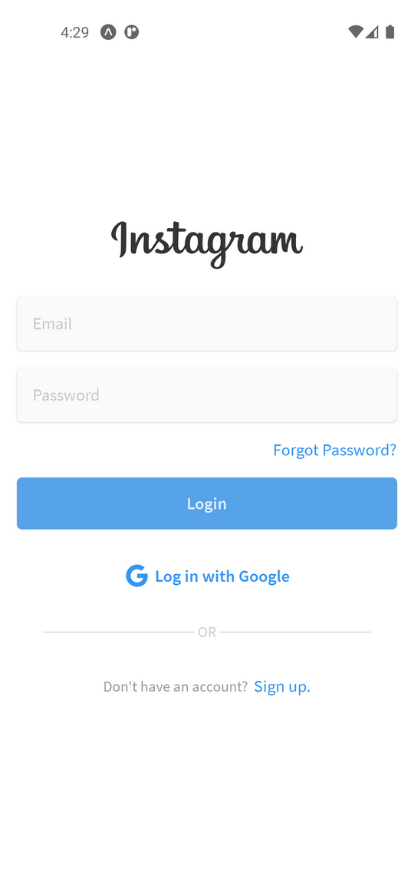 4:29
Instagram
Email
Password
Forgot Password?
Login
Log in with Google
OR
Don't have an account? Sign up.